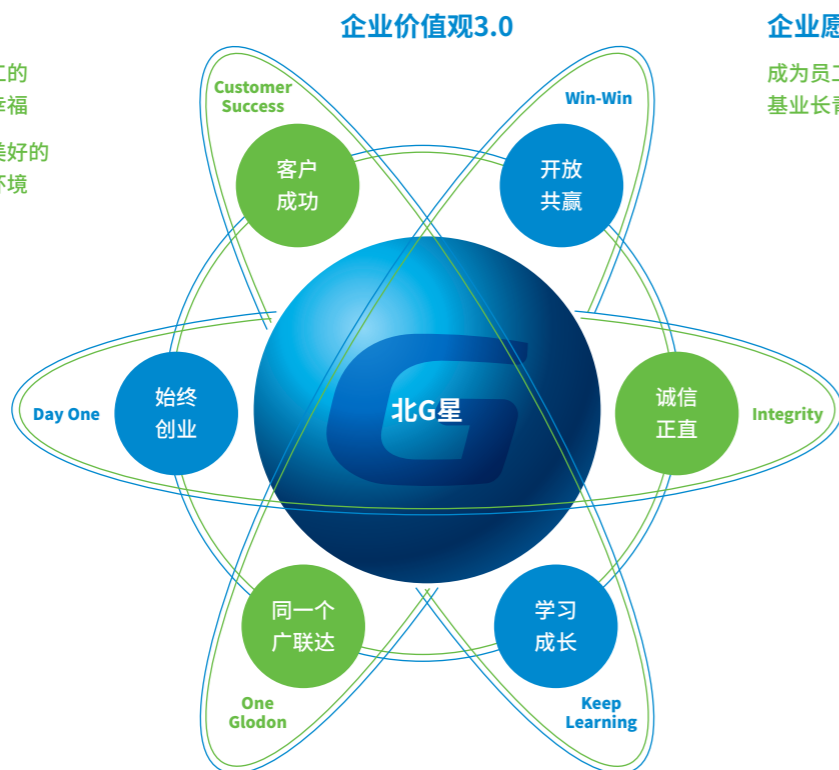 企业价值观3.0
企业愿
工的
幸福
美好的
环境
成为员工
基业长青
Customer
Success
客户
成功
Win-Win
开放
共赢
Day One
始终
创业
北G星
诚信
正直
Integrity
同一个
广联达
One
Glodon
学习
成长
Keep
Learning